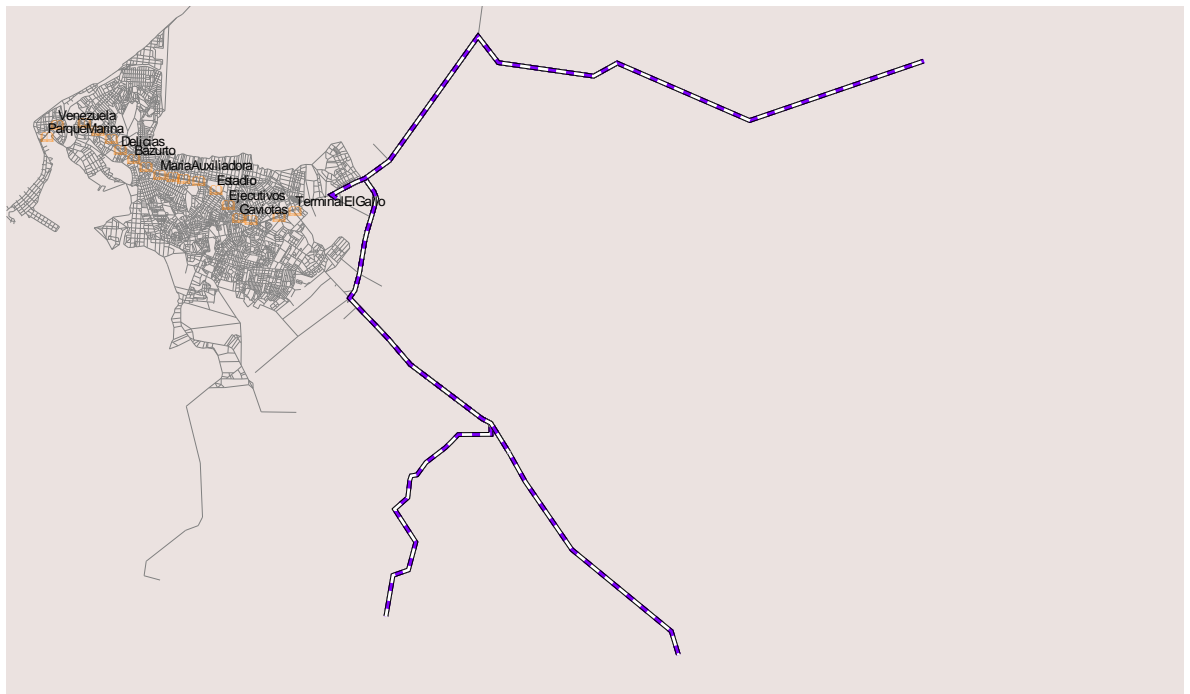 Venezuela
ParqueMarina
Delicias
Bazurto
MariaAuxiliadora
Estadio
Ejecutivos
TerminalElGallo
Gaviotas